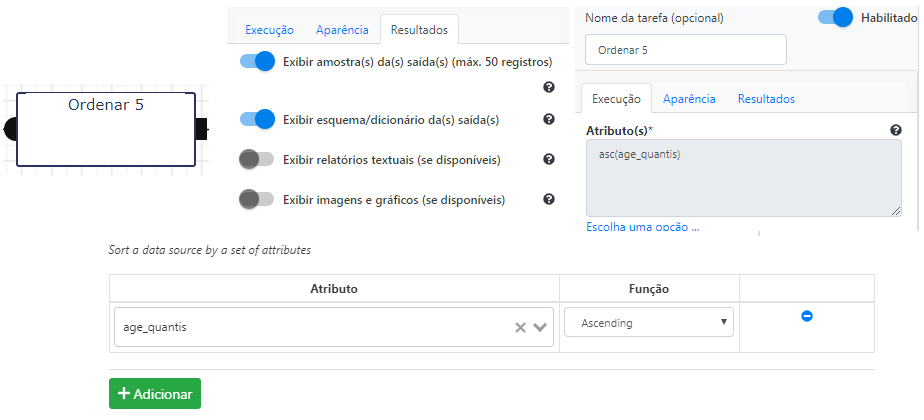 Ordenar 5
Execução
Aparência
Resultados
Exibir amostra(s) da(s) saída(s) (máx. 50 registros)
Exibir esquema/dicionário da(s) saída(s)
Exibir relatórios textuais (se disponíveis)
Exibir imagens e gráficos (se disponíveis)
Nome da tarefa (opcional)
Habilitado
Ordenar 5
Execução
Aparência
Resultados
Atributo(s)*
asc(age_quantis)
Escolha uma opção ...
Sort a data source by a set of attributes
Atributo
Função
age_quantis
Ascending
Adicionar